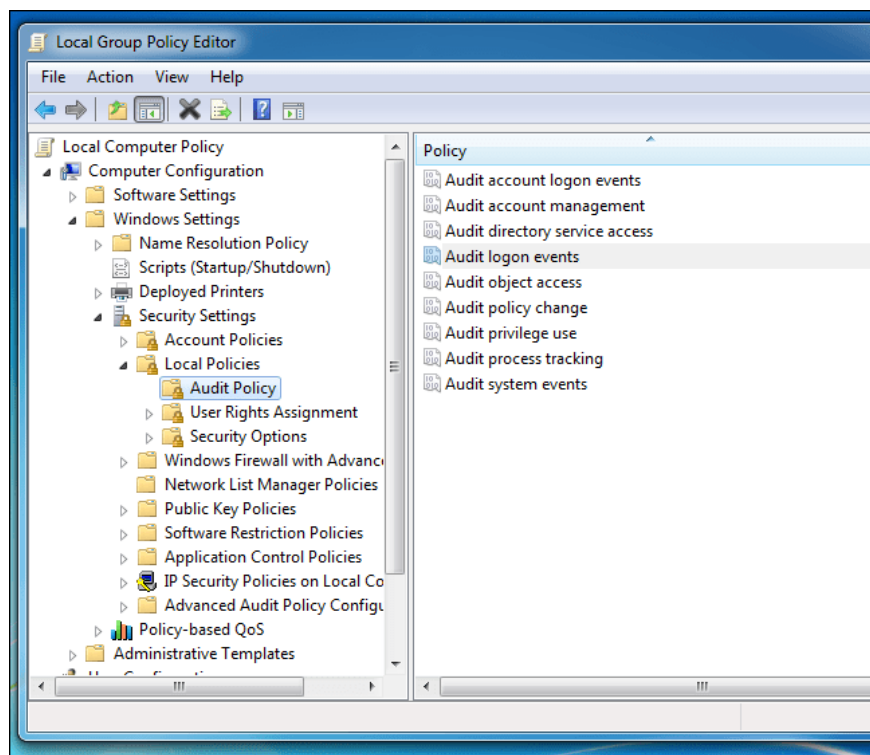 Local Group Policy Editor
File Action View Help
Local Computer Policy
Computer Configuration
Software Settings
Windows Settings
Name Resolution Policy
Scripts (Startup/Shutdown)
Deployed Printers
Security Settings
Account Policies
Local Policies
Audit Policy
User Rights Assignment
Security Options
Windows Firewall with Advanc
Network List Manager Policies
Public Key Policies
Software Restriction Policies
Application Control Policies
IP Security Policies on Local Co
Advanced Audit Policy Configu
Policy-based QoS
Administrative Templates
Policy
Audit account logon events
Audit account management
Audit directory service access
Audit logon events
Audit object access
Audit policy change
Audit privilege use
Audit process tracking
Audit system events